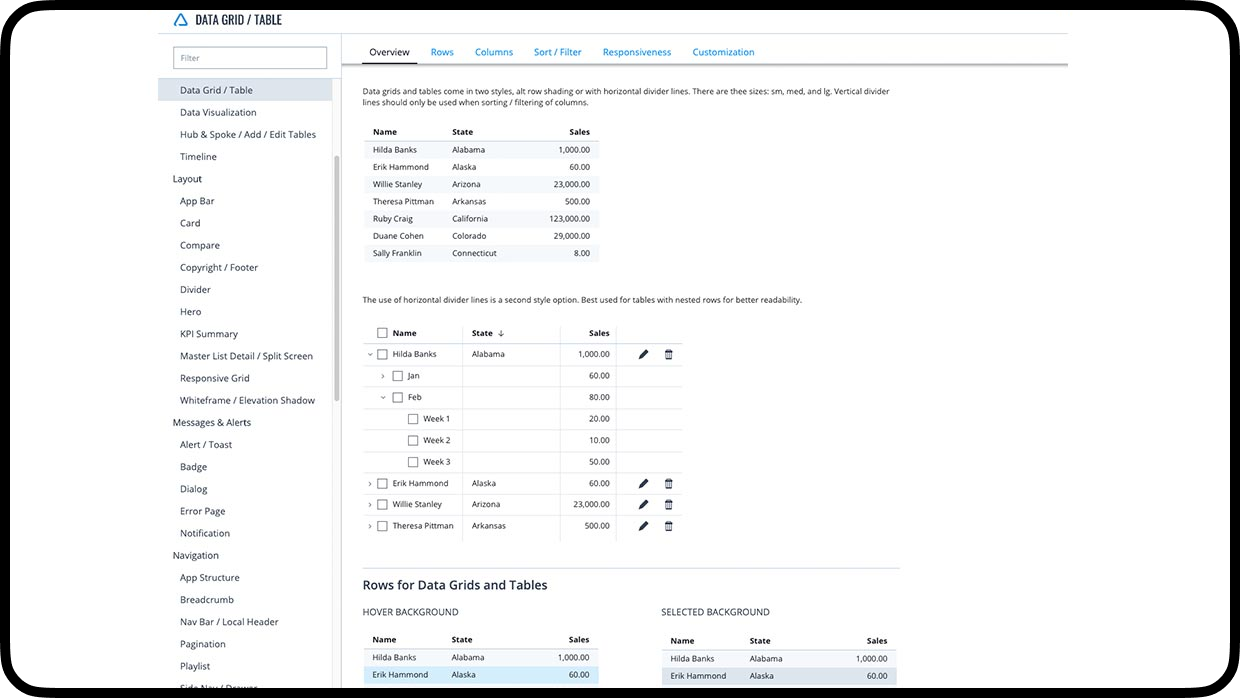 DATA GRID / TABLE
Filter
Data Grid / Table
Data Visualization
Hub & Spoke / Add / Edit Tables
Timeline
Layout
App Bar
Card
Compare
Copyright / Footer
Divider
Hero
KPI Summary
Master List Detail / Split Screen
Responsive Grid
Whiteframe / Elevation Shadow
Messages & Alerts
Alert / Toast
Badge
Dialog
Error Page
Notification
Navigation
App Structure
Breadcrumb
Nav Bar / Local Header
Pagination
Playlist
Side Nav / Drawer
Overview Rows Columns Sort / Filter Responsiveness Customization
Data grids and tables come in two styles, alt row shading or with horizontal divider lines. There are thee sizes: sm, med, and lg. Vertical divider
lines should only be used when sorting / filtering of columns.
Name State Sales
Hilda Banks Alabama 1,000.00
Erik Hammond Alaska 60.00
Willie Stanley Arizona 23,000.00
Theresa Pittman Arkansas 500.00
Ruby Craig California 123,000.00
Duane Cohen Colorado 29,000.00
Sally Franklin Connecticut 8.00
The use of horizontal divider lines is a second style option. Best used for tables with nested rows for better readability.
Name State ↓ Sales
Hilda Banks Alabama 1,000.00
Jan 60.00
Feb 80.00
Week 1 20.00
Week 2 10.00
Week 3 50.00
Erik Hammond Alaska 60.00
Willie Stanley Arizona 23,000.00
Theresa Pittman Arkansas 500.00
Rows for Data Grids and Tables
HOVER BACKGROUND
Name State Sales
Hilda Banks Alabama 1,000.00
Erik Hammond Alaska 60.00
SELECTED BACKGROUND
Name State Sales
Hilda Banks Alabama 1,000.00
Erik Hammond Alaska 60.00